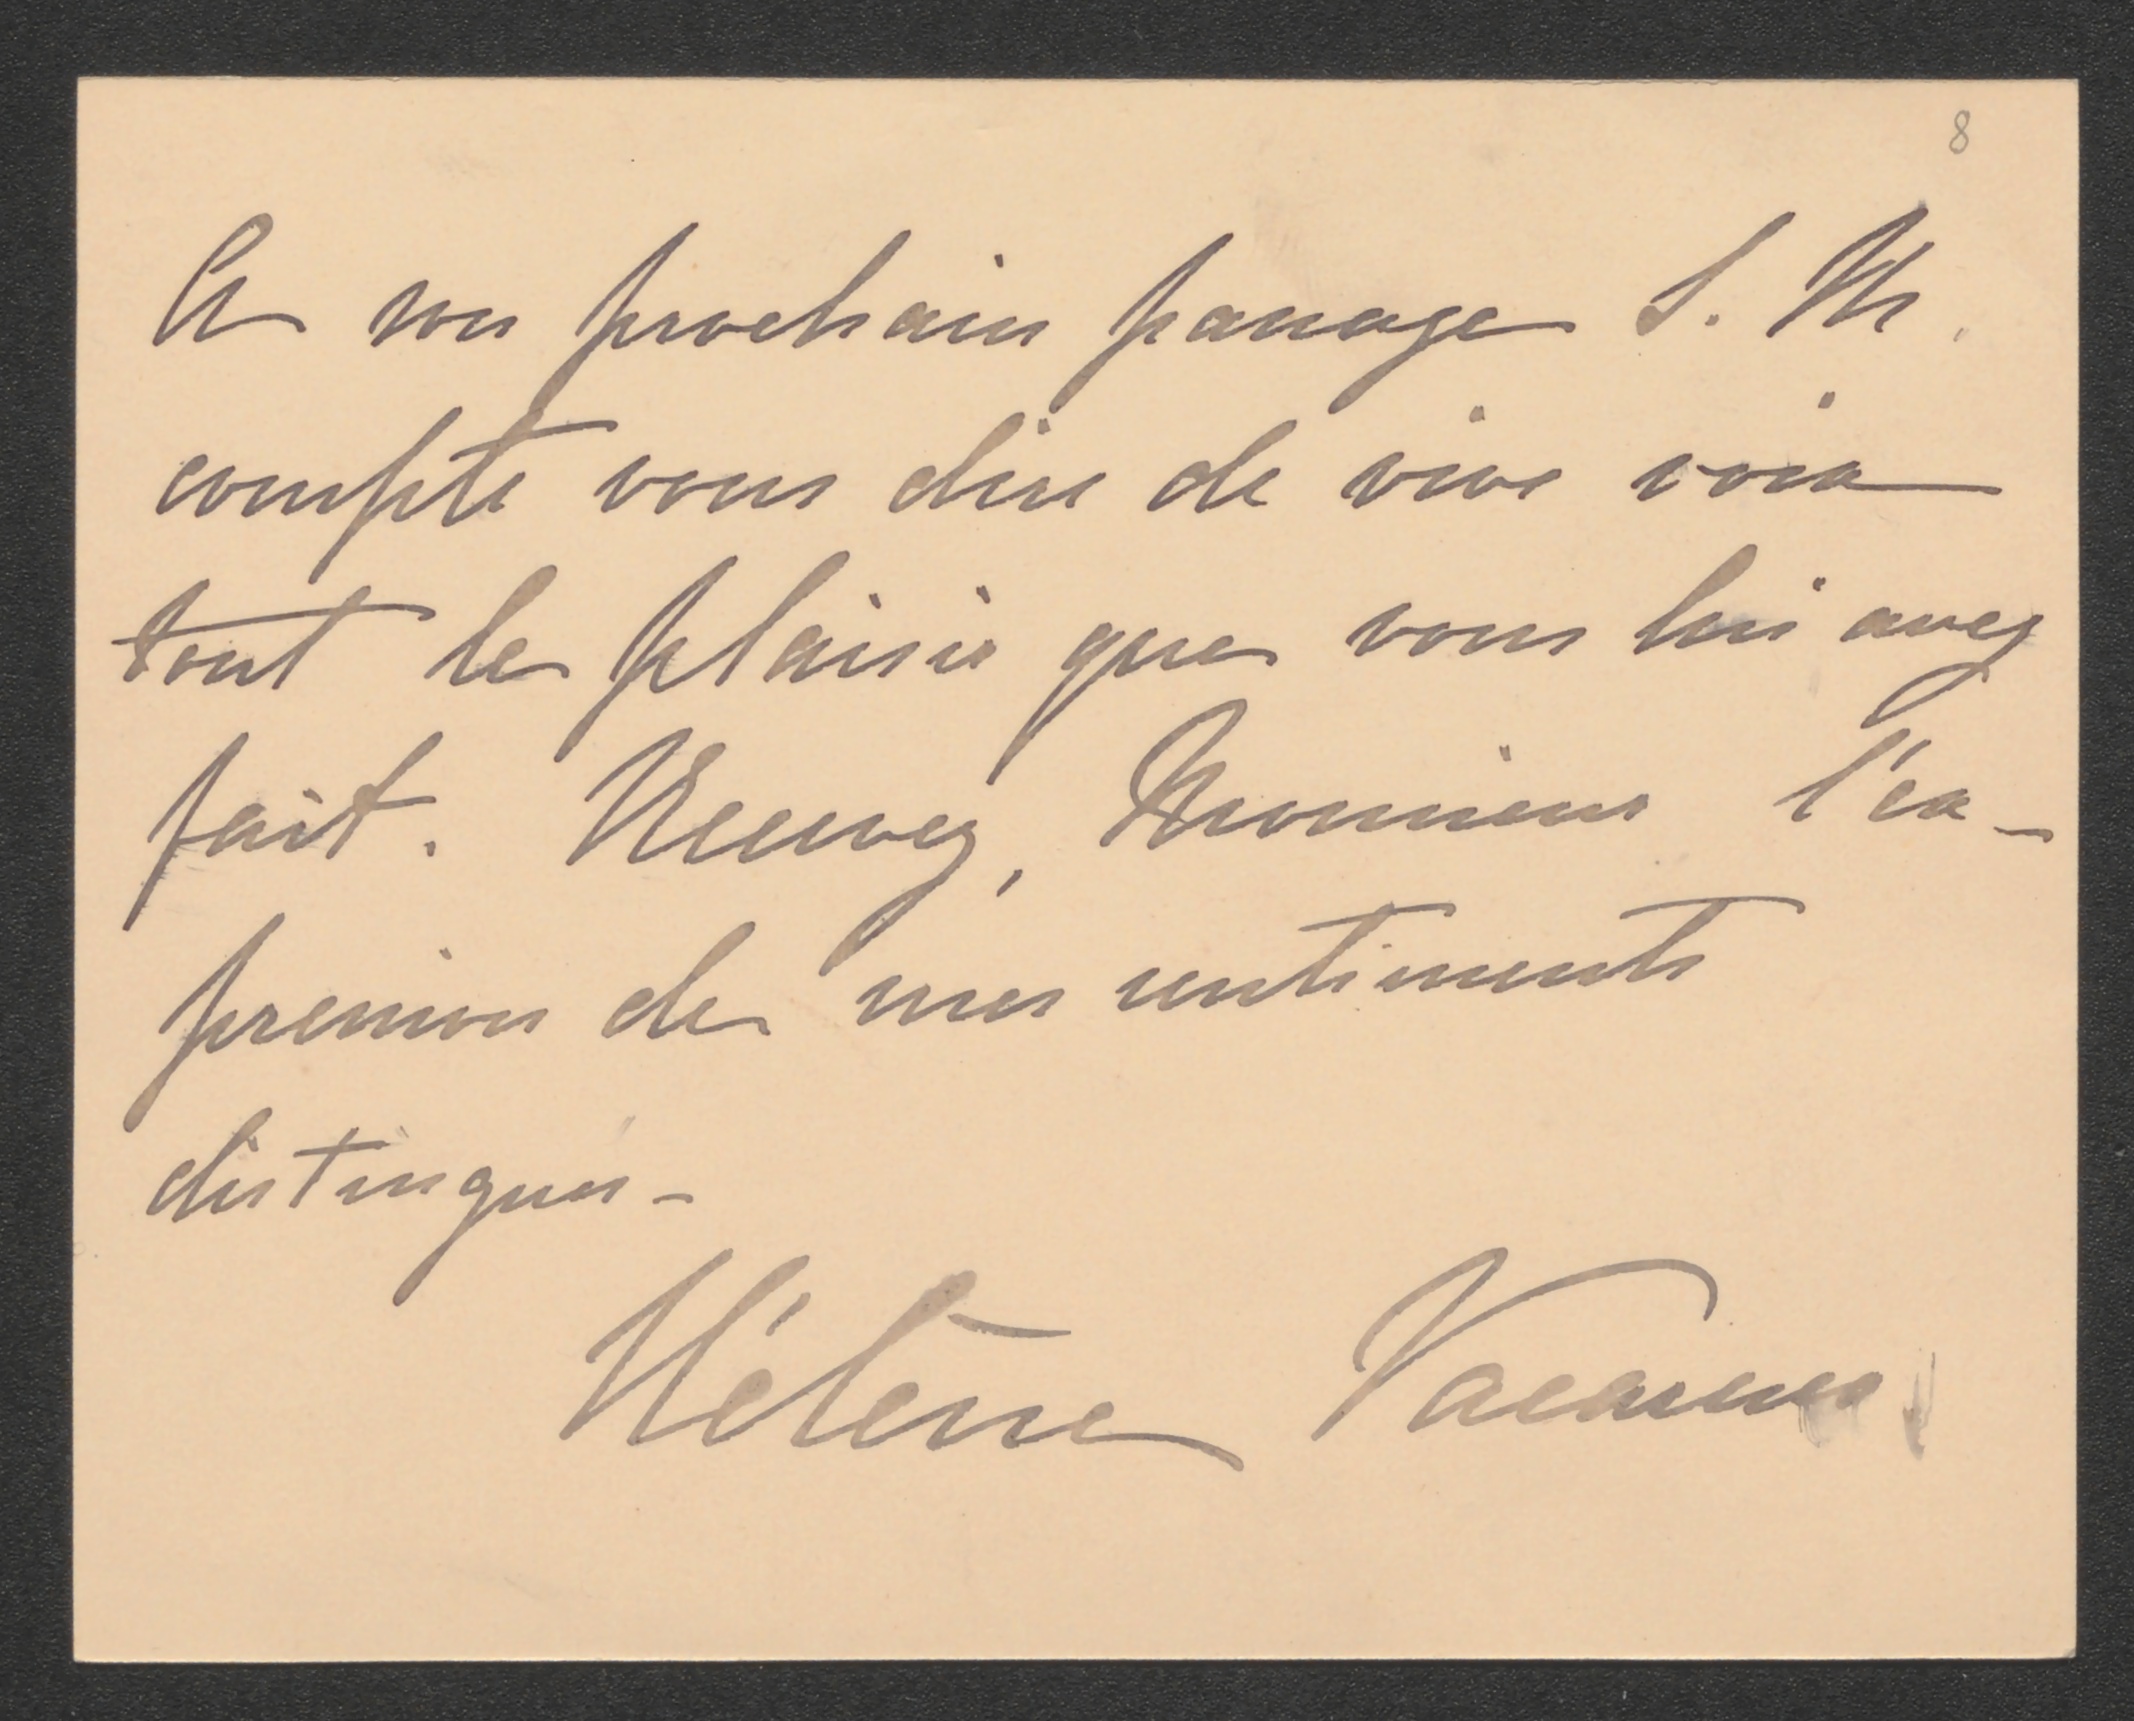 8
A son prochain passage S. M.
compte vous dire de vive voix
tout le plaisir que vous lui avez
fait. Recevez, Monsieur l'ex-
pression de mes sentiments
distingués -
Hélène Vacaresco